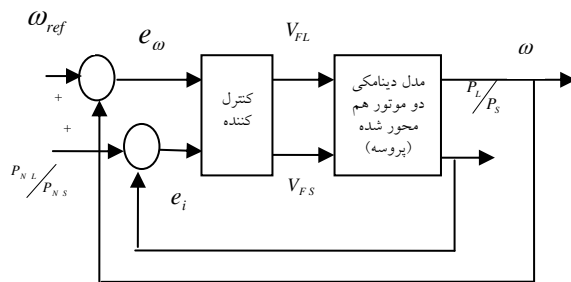 ω_ref
e_ω
V_FL
ω
+
+
کنترل
کننده
مدل دینامکی
دو موتور هم
محور شده
(پروسه)
P_L/P_S
P_NL/P_NS
e_i
V_FS